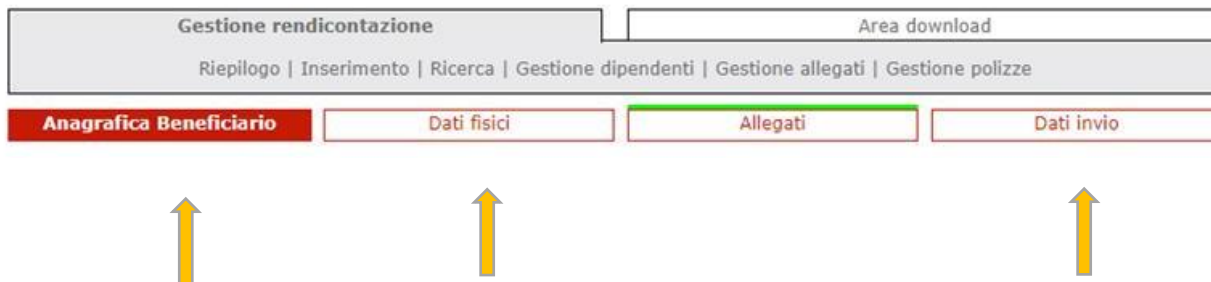 Gestione rendicontazione Area download
Riepilogo | Inserimento | Ricerca | Gestione dipendenti | Gestione allegati | Gestione polizze
Anagrafica Beneficiario Dati fisici Allegati Dati invio